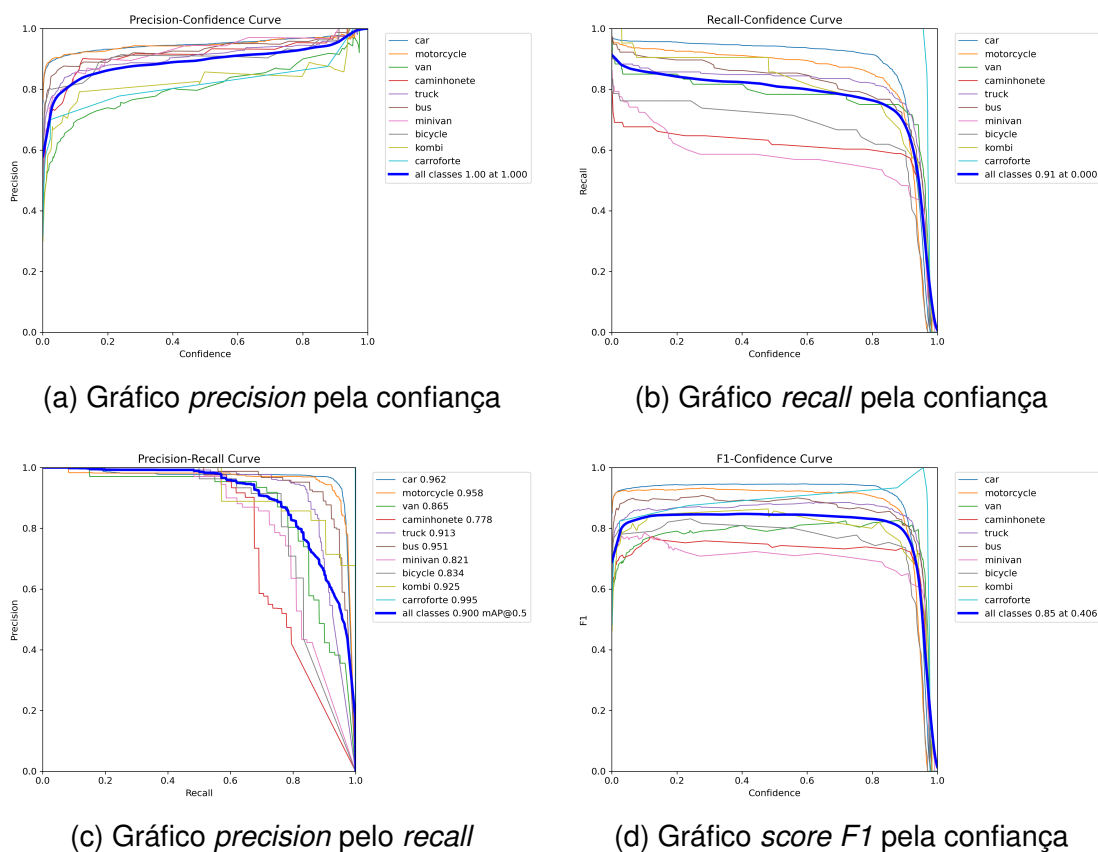 Precision-Confidence Curve
1.0
0.8
0.6
0.4
0.2
0.0
Precision
0.0 0.2 0.4 0.6 0.8 1.0
Confidence
car
motorcycle
van
caminhonete
truck
bus
minivan
bicycle
kombi
carroforte
all classes 1.00 at 1.000
(a) Gráfico precision pela confiança
Recall-Confidence Curve
1.0
0.8
0.6
0.4
0.2
0.0
Recall
0.0 0.2 0.4 0.6 0.8 1.0
Confidence
car
motorcycle
van
caminhonete
truck
bus
minivan
bicycle
kombi
carroforte
all classes 0.91 at 0.000
(b) Gráfico recall pela confiança
Precision-Recall Curve
1.0
0.8
0.6
0.4
0.2
0.0
Precision
0.0 0.2 0.4 0.6 0.8 1.0
Recall
car 0.962
motorcycle 0.958
van 0.865
caminhonete 0.778
truck 0.913
bus 0.951
minivan 0.821
bicycle 0.834
kombi 0.925
carroforte 0.995
all classes 0.900 mAP@0.5
(c) Gráfico precision pelo recall
F1-Confidence Curve
1.0
0.8
0.6
0.4
0.2
0.0
F1
0.0 0.2 0.4 0.6 0.8 1.0
Confidence
car
motorcycle
van
caminhonete
truck
bus
minivan
bicycle
kombi
carroforte
all classes 0.85 at 0.406
(d) Gráfico score F1 pela confiança